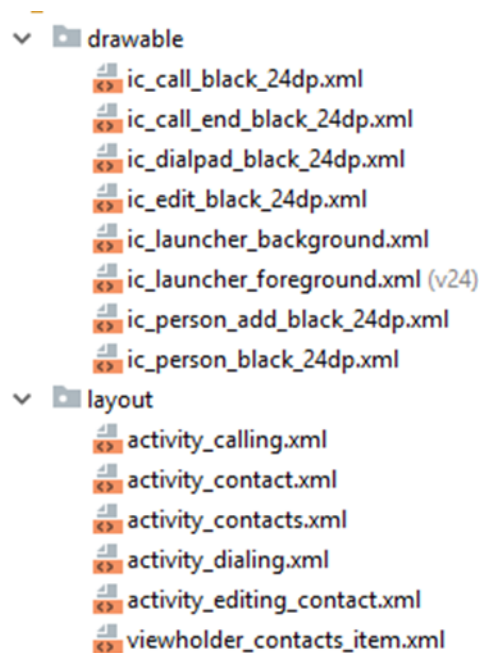 drawable
ic_call_black_24dp.xml
ic_call_end_black_24dp.xml
ic_dialpad_black_24dp.xml
ic_edit_black_24dp.xml
ic_launcher_background.xml
ic_launcher_foreground.xml (v24)
ic_person_add_black_24dp.xml
ic_person_black_24dp.xml
layout
activity_calling.xml
activity_contact.xml
activity_contacts.xml
activity_dialing.xml
activity_editing_contact.xml
viewholder_contacts_item.xml